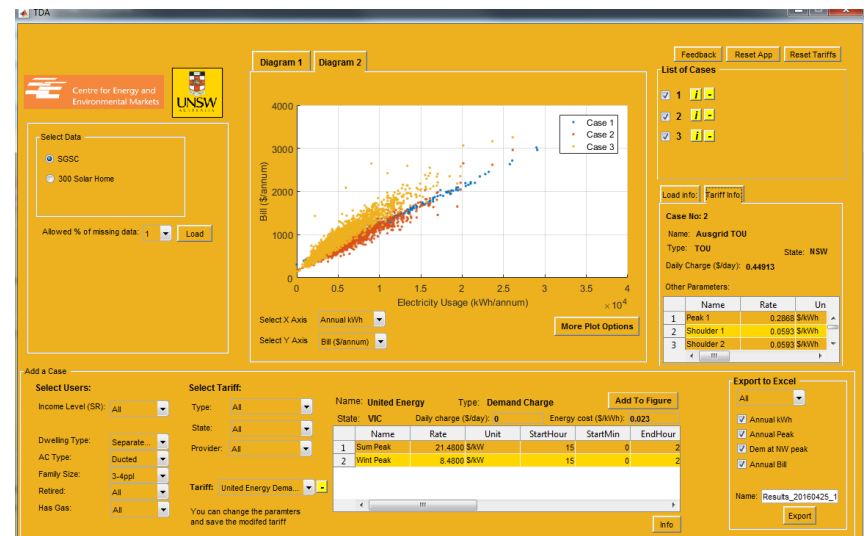 TDA
Centre for Energy and
Environmental Markets
UNSW
AUSTRALIA
Select Data
SGSC
300 Solar Home
Allowed % of missing data: 1 Load
Diagram 1 Diagram 2
4000
3000
2000
1000
0
Bill ($/annum)
0 0.5 1 1.5 2 2.5 3 3.5 4
Electricity Usage (kWh/annum)
× 10^4
Case 1
Case 2
Case 3
Select X Axis Annual kWh
Select Y Axis Bill ($/annum)
More Plot Options
Feedback Reset App Reset Tariffs
List of Cases
1 i -
2 i -
3 i -
Load info: Tariff Info:
Case No: 2
Name: Ausgrid TOU
Type: TOU State: NSW
Daily Charge ($/day): 0.44913
Other Parameters:
Name Rate Un
1 Peak 1 0.2868 $/kWh
2 Shoulder 1 0.0593 $/kWh
3 Shoulder 2 0.0593 $/kWh
Add a Case
Select Users:
Income Level (SR): All
Dwelling Type: Separate...
AC Type: Ducted
Family Size: 3-4ppl
Retired: All
Has Gas: All
Select Tariff:
Type: All
State: All
Provider: All
Tariff: United Energy Dema... -
You can change the paramters
and save the modifed tariff
Name: United Energy Type: Demand Charge Add To Figure
State: VIC Daily charge ($/day): 0 Energy cost ($/kWh): 0.023
Name Rate Unit StartHour StartMin EndHour
1 Sum Peak 21.4800 $/kW 15 0 2
2 Wint Peak 8.4800 $/kW 15 0 2
Info
Export to Excel
All
Annual kWh
Annual Peak
Dem at NW peak
Annual Bill
Name: Results_20160425_1
Export